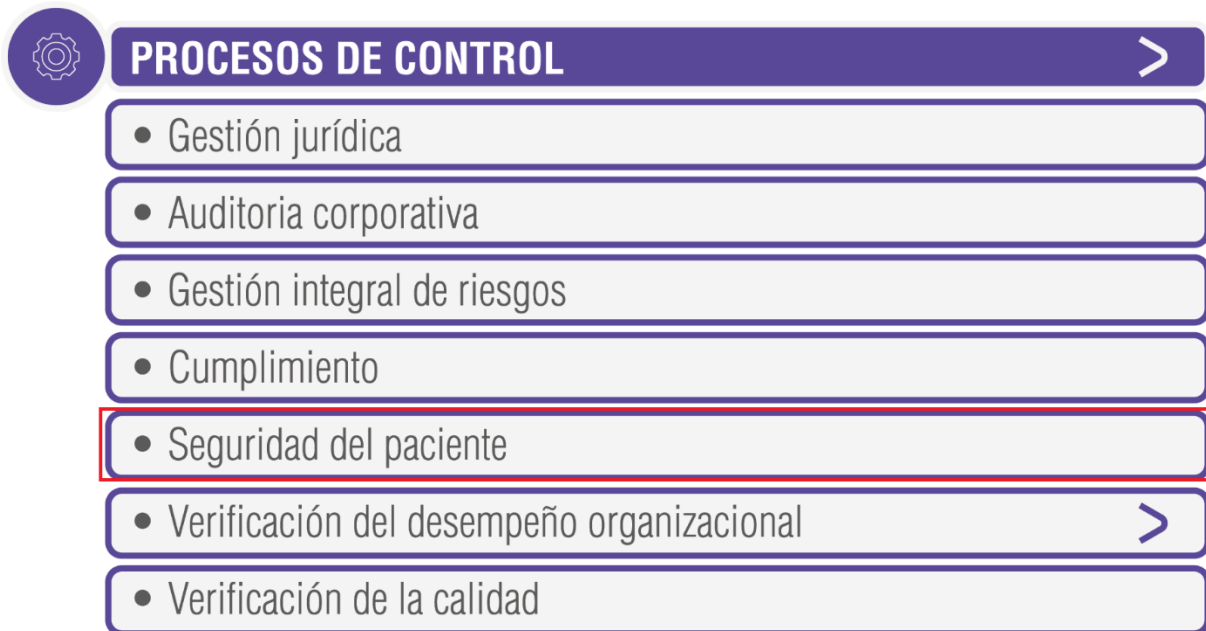 PROCESOS DE CONTROL >
• Gestión jurídica
• Auditoria corporativa
• Gestión integral de riesgos
• Cumplimiento
• Seguridad del paciente
• Verificación del desempeño organizacional >
• Verificación de la calidad